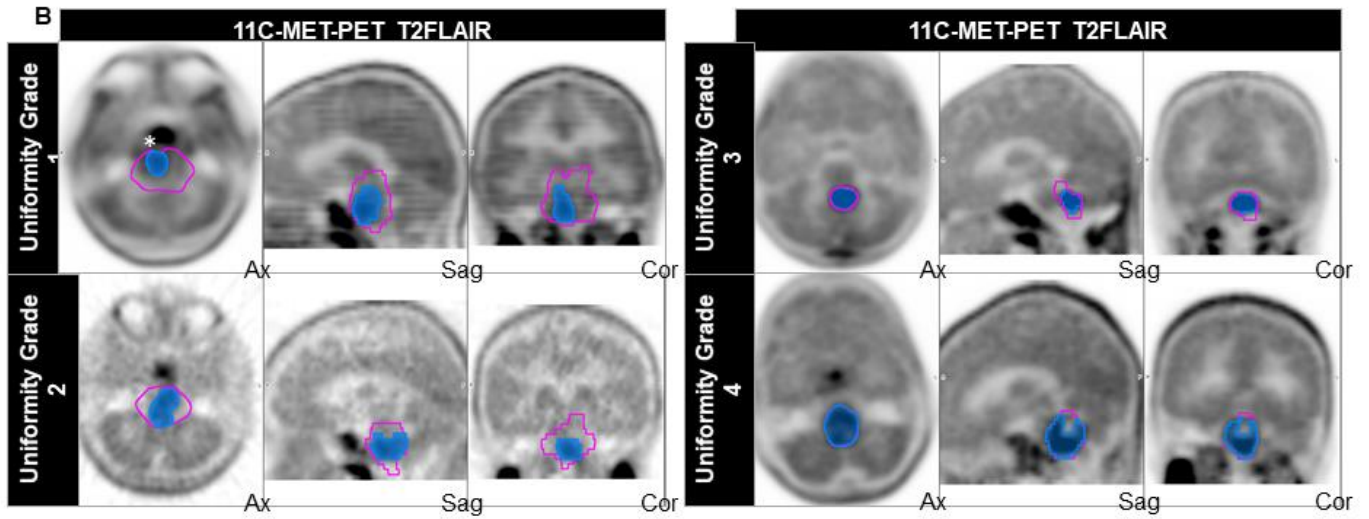 B
11C-MET-PET T2FLAIR
11C-MET-PET T2FLAIR
Uniformity Grade
1
*
Ax
Sag
Cor
Uniformity Grade
3
Ax
Sag
Cor
Uniformity Grade
2
Ax
Sag
Cor
Uniformity Grade
4
Ax
Sag
Cor